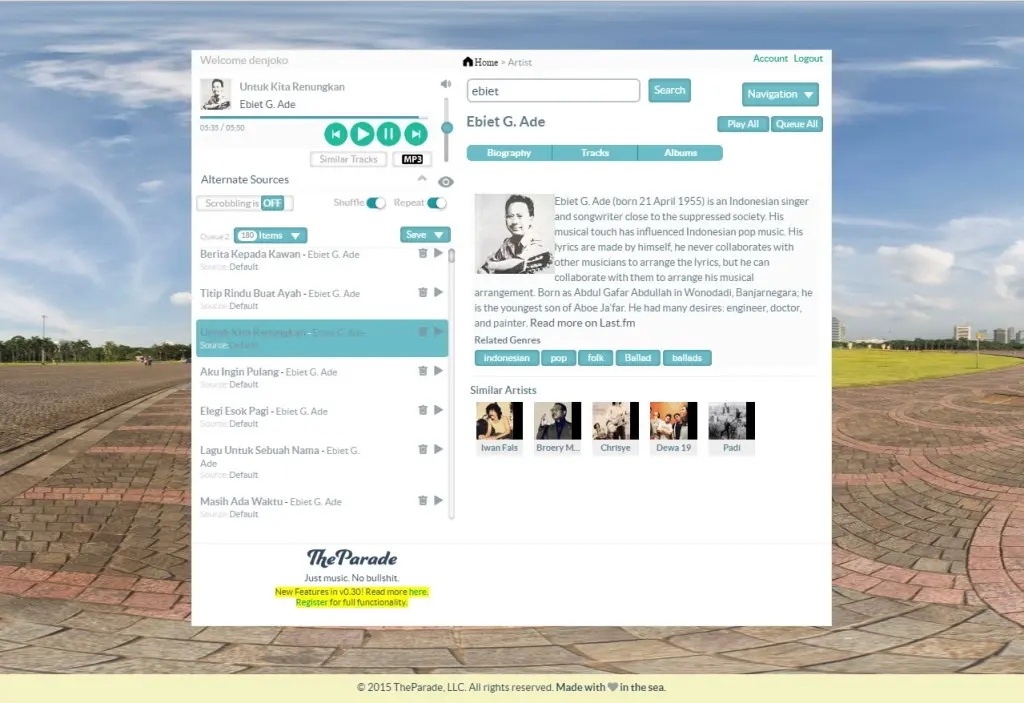 Welcome denjoko
Untuk Kita Renungkan
Ebiet G. Ade
05:35 / 05:50
Similar Tracks
MP3
Alternate Sources
Scrobbling is OFF
Shuffle
Repeat
Queue 2
180 Items
Save
Berita Kepada Kawan - Ebiet G. Ade
Source:Default
Titip Rindu Buat Ayah - Ebiet G. Ade
Source:Default
Untuk Kita Renungkan - Ebiet G. Ade
Source:Default
Aku Ingin Pulang - Ebiet G. Ade
Source:Default
Elegi Esok Pagi - Ebiet G. Ade
Source:Default
Lagu Untuk Sebuah Nama - Ebiet G.
Ade
Source:Default
Masih Ada Waktu - Ebiet G. Ade
Source:Default
TheParade
Just music. No bullshit.
New Features in v0.30! Read more here.
Register for full functionality.
Home > Artist
Account Logout
ebiet
Search
Navigation
Ebiet G. Ade
Play All
Queue All
Biography
Tracks
Albums
Ebiet G. Ade (born 21 April 1955) is an Indonesian singer
and songwriter close to the suppressed society. His
musical touch has influenced Indonesian pop music. His
lyrics are made by himself, he never collaborates with
other musicians to arrange the lyrics, but he can
collaborate with them to arrange his musical
arrangement. Born as Abdul Gafar Abdullah in Wonodadi, Banjarnegara; he
is the youngest son of Aboe Ja'far. He had many desires: engineer, doctor,
and painter. Read more on Last.fm
Related Genres
indonesian
pop
folk
Ballad
ballads
Similar Artists
Iwan Fals
Broery M...
Chrisye
Dewa 19
Padi
© 2015 TheParade, LLC. All rights reserved. Made with in the sea.